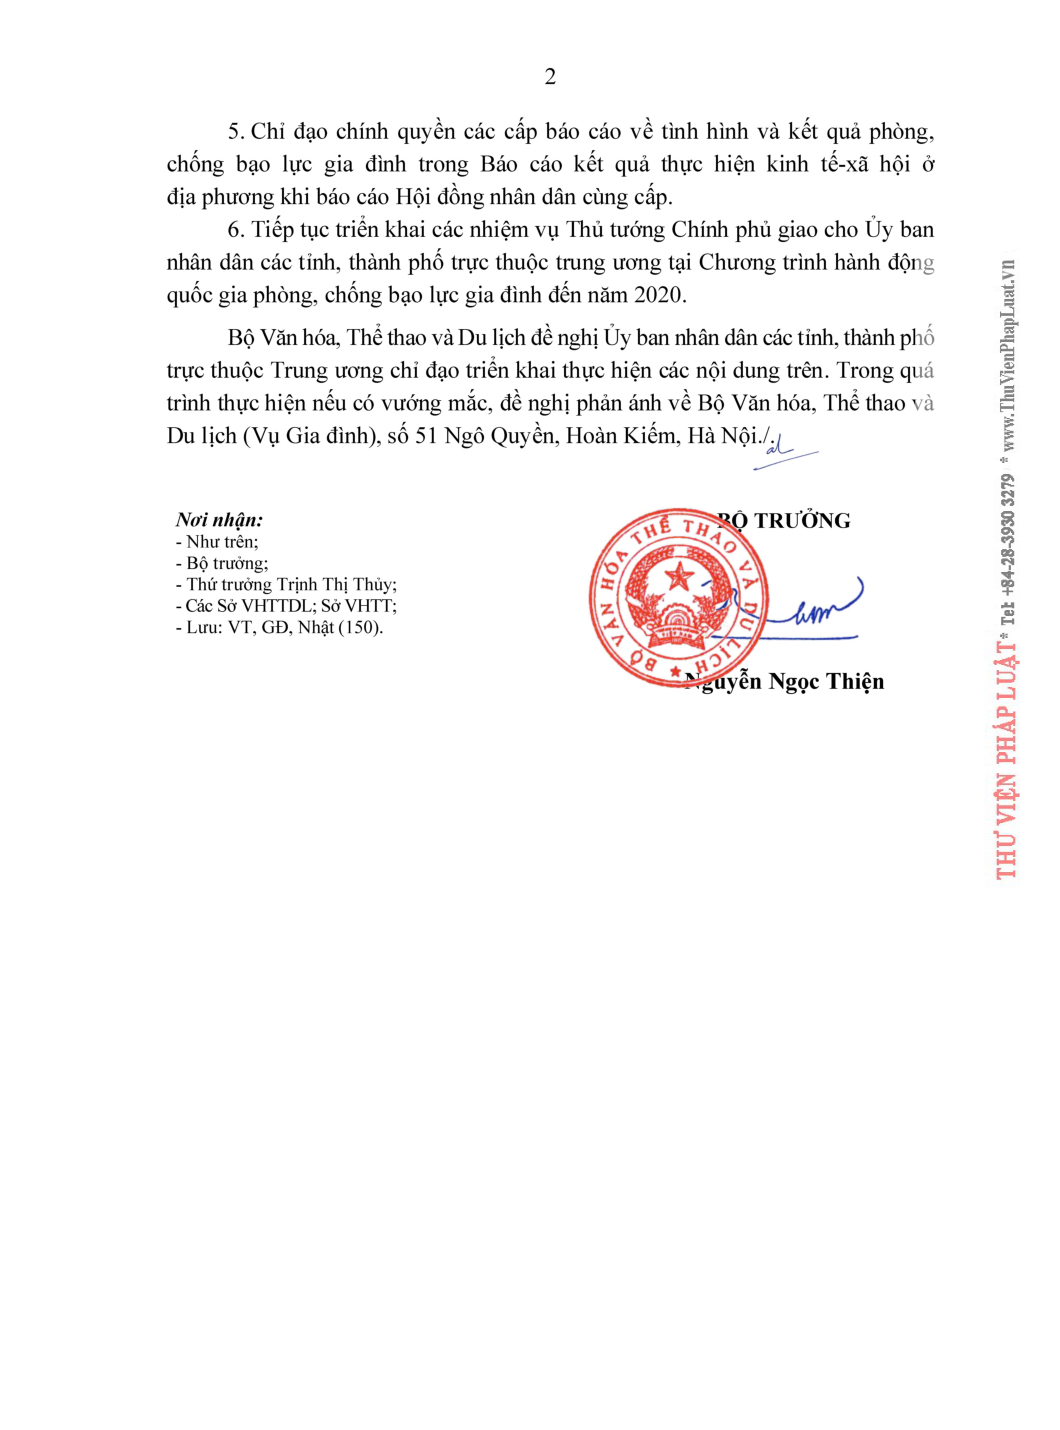 2
5. Chỉ đạo chính quyền các cấp báo cáo về tình hình và kết quả phòng,
chống bạo lực gia đình trong Báo cáo kết quả thực hiện kinh tế-xã hội ở
địa phương khi báo cáo Hội đồng nhân dân cùng cấp.
6. Tiếp tục triển khai các nhiệm vụ Thủ tướng Chính phủ giao cho Ủy ban
nhân dân các tỉnh, thành phố trực thuộc trung ương tại Chương trình hành động
quốc gia phòng, chống bạo lực gia đình đến năm 2020.
Bộ Văn hóa, Thể thao và Du lịch đề nghị Ủy ban nhân dân các tỉnh, thành phố
trực thuộc Trung ương chỉ đạo triển khai thực hiện các nội dung trên. Trong quá
trình thực hiện nếu có vướng mắc, đề nghị phản ánh về Bộ Văn hóa, Thể thao và
Du lịch (Vụ Gia đình), số 51 Ngô Quyền, Hoàn Kiếm, Hà Nội./.
Nơi nhận:
- Như trên;
- Bộ trưởng;
- Thứ trưởng Trịnh Thị Thủy;
- Các Sở VHTTDL; Sở VHTT;
- Lưu: VT, GĐ, Nhật (150).
BỘ TRƯỞNG
BỘ VĂN HÓA THỂ THAO VÀ DU LỊCH
Nguyễn Ngọc Thiện
THƯ VIỆN PHÁP LUẬT * Tel: +84-28-3930 3279 * www.ThuVienPhapLuat.vn